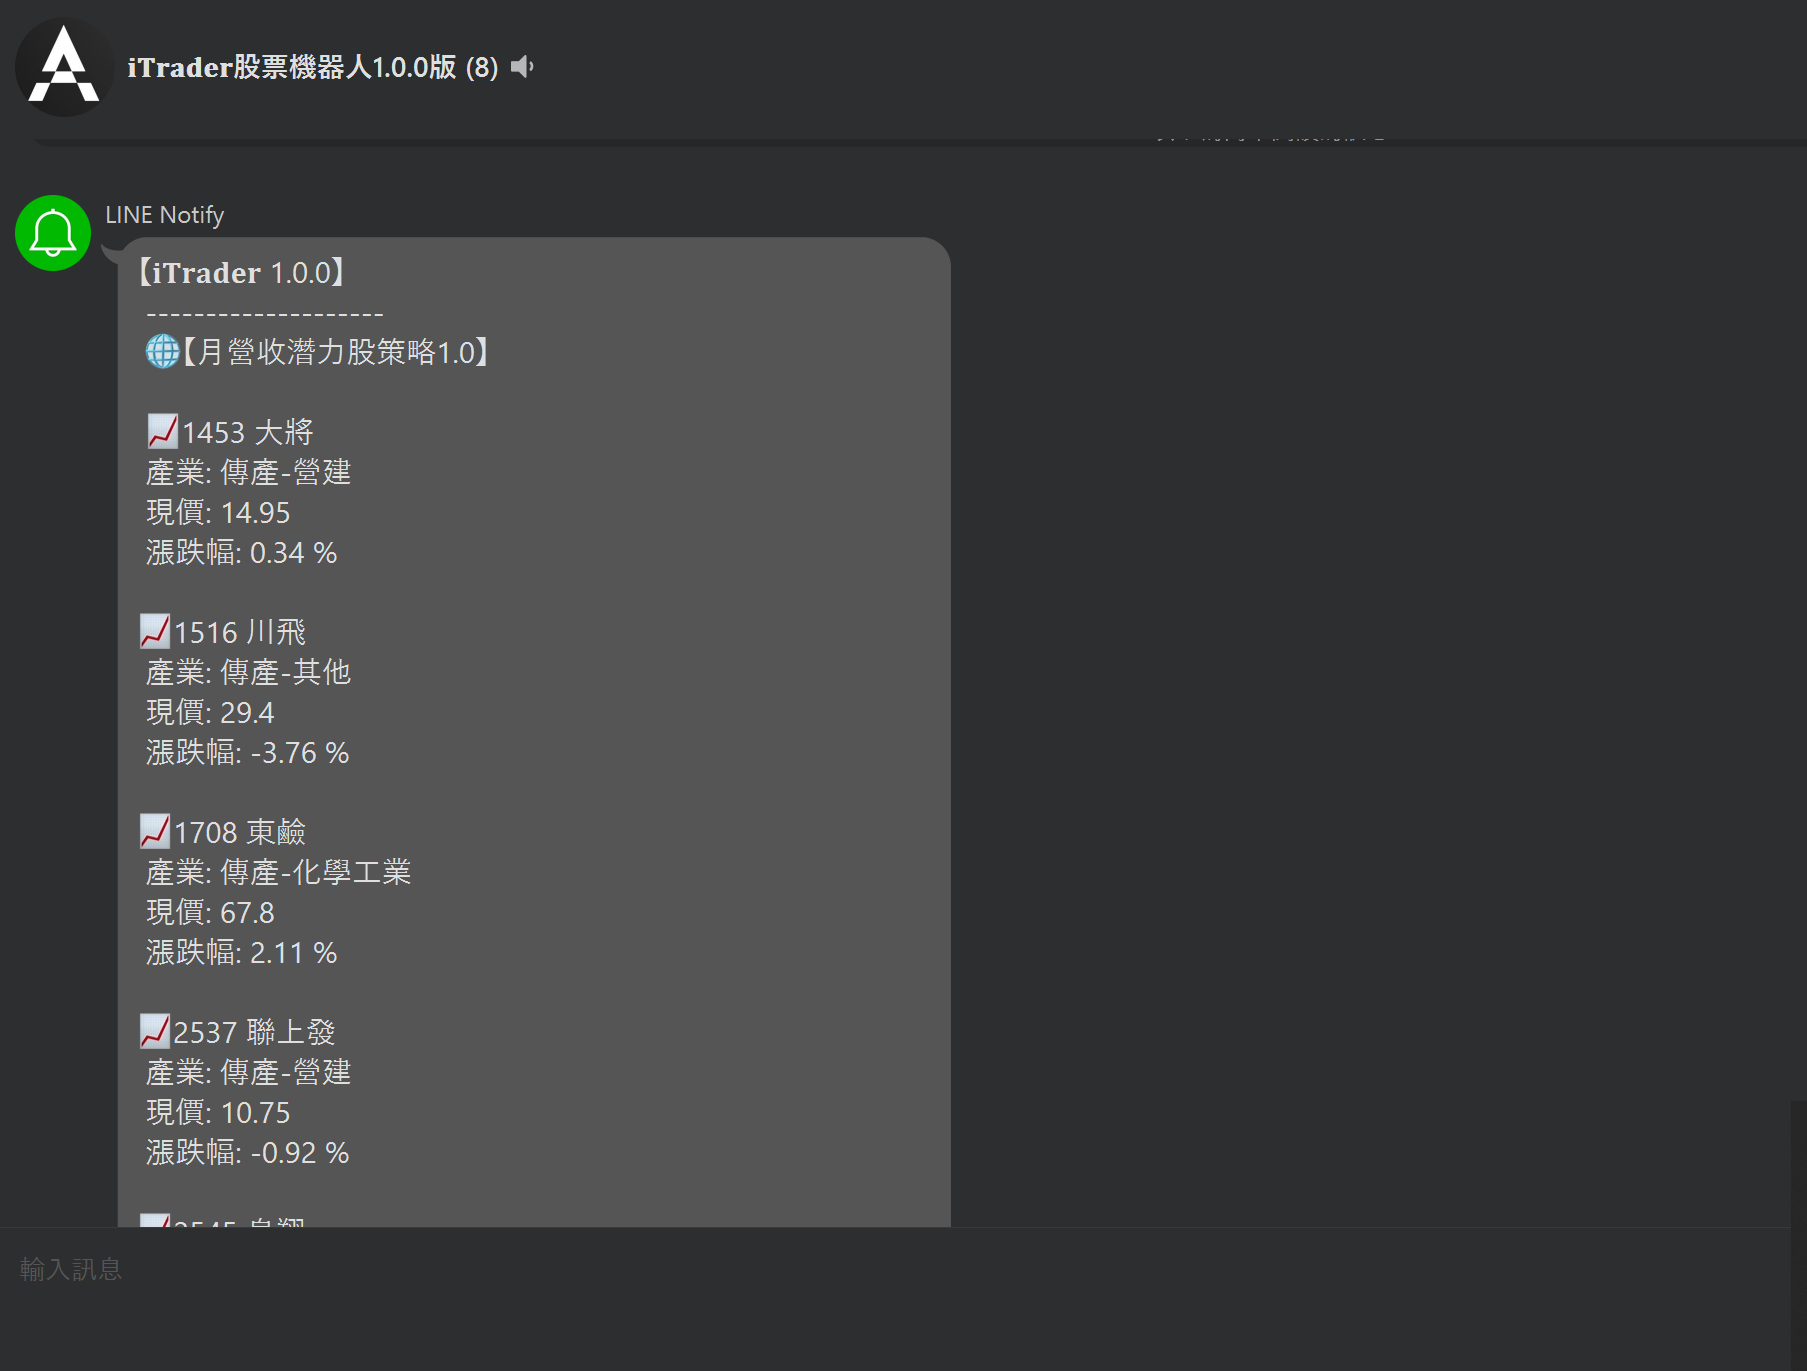 iTrader股票機器人1.0.0版 (8)
LINE Notify
【iTrader 1.0.0】
--------------------
【月營收潛力股策略1.0】
1453 大將
產業: 傳產-營建
現價: 14.95
漲跌幅: 0.34 %
1516 川飛
產業: 傳產-其他
現價: 29.4
漲跌幅: -3.76 %
1708 東鹼
產業: 傳產-化學工業
現價: 67.8
漲跌幅: 2.11 %
2537 聯上發
產業: 傳產-營建
現價: 10.75
漲跌幅: -0.92 %
2545 皇翔
輸入訊息